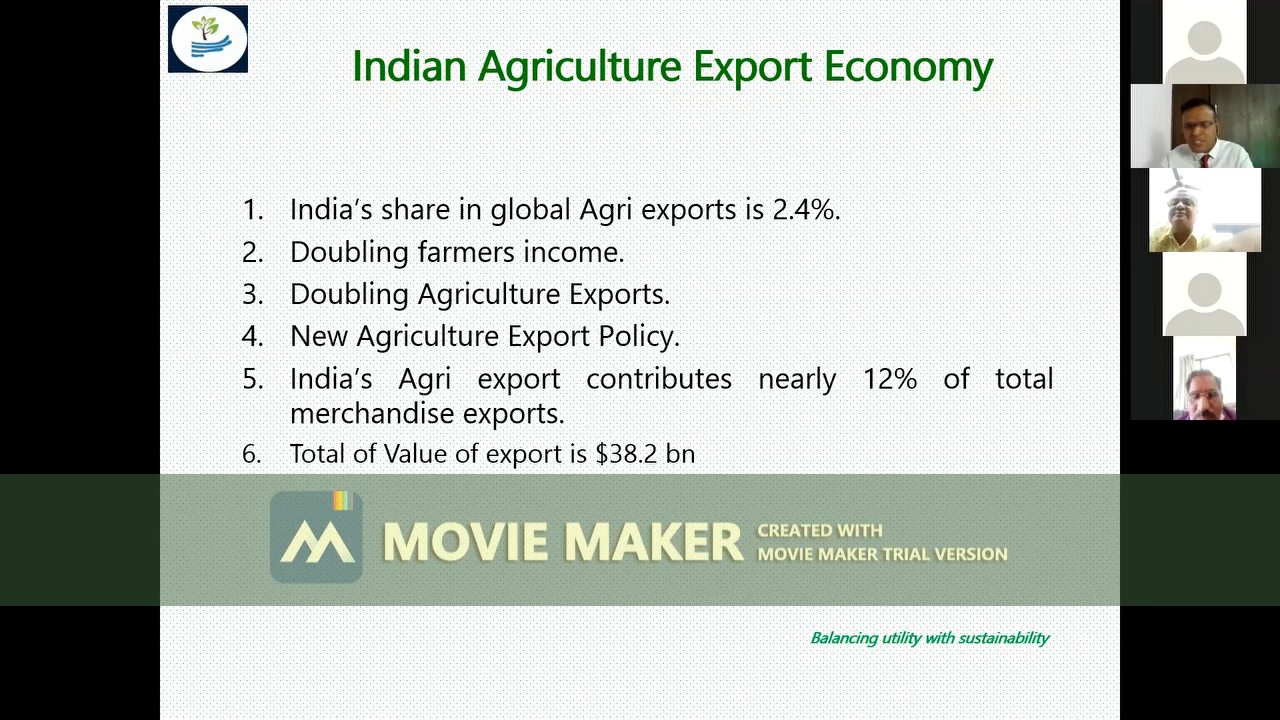 Indian Agriculture Export Economy
1. India's share in global Agri exports is 2.4%.
2. Doubling farmers income.
3. Doubling Agriculture Exports.
4. New Agriculture Export Policy.
5. India's Agri export contributes nearly 12% of total
merchandise exports.
6. Total of Value of export is $38.2 bn
MOVIE MAKER
CREATED WITH
MOVIE MAKER TRIAL VERSION
Balancing utility with sustainability